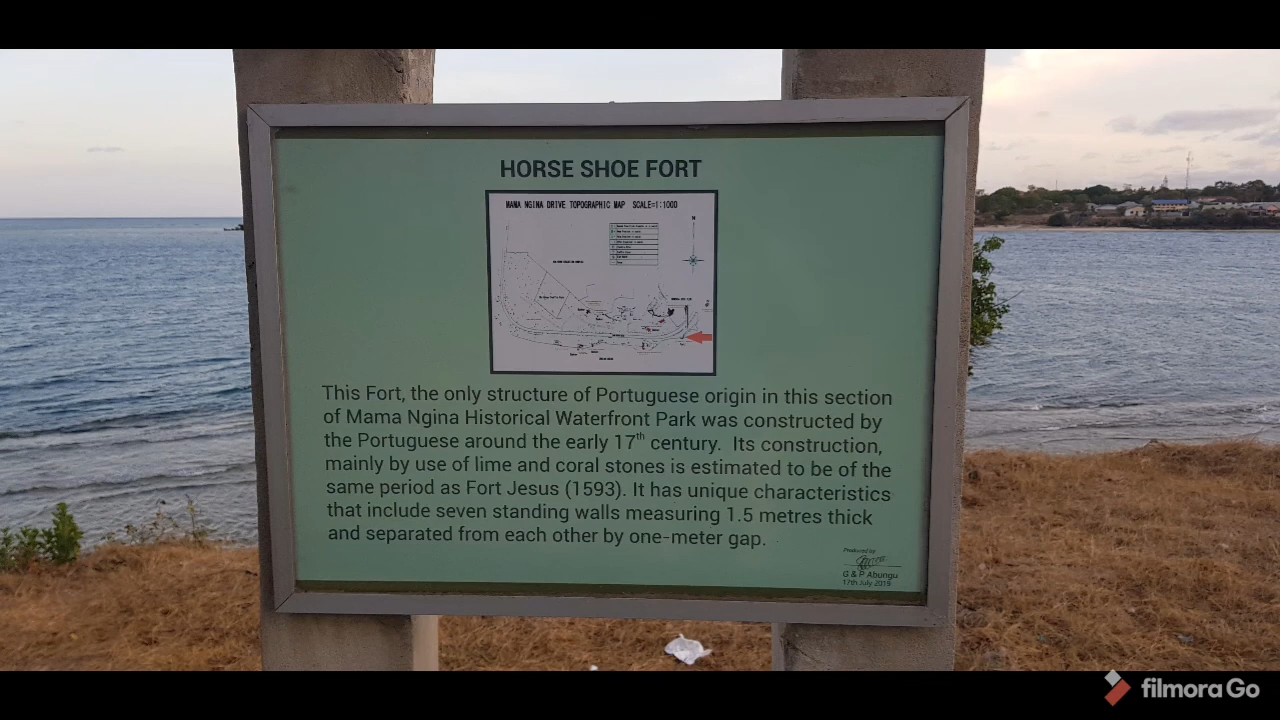 HORSE SHOE FORT
MAMA NGINA DRIVE TOPOGRAPHIC MAP SCALE=1:1000
N
This Fort, the only structure of Portuguese origin in this section
of Mama Ngina Historical Waterfront Park was constructed by
the Portuguese around the early 17th century. Its construction,
mainly by use of lime and coral stones is estimated to be of the
same period as Fort Jesus (1593). It has unique characteristics
that include seven standing walls measuring 1.5 metres thick
and separated from each other by one-meter gap.
Produced by
G & P Abungu
17th July 2019
filmora Go